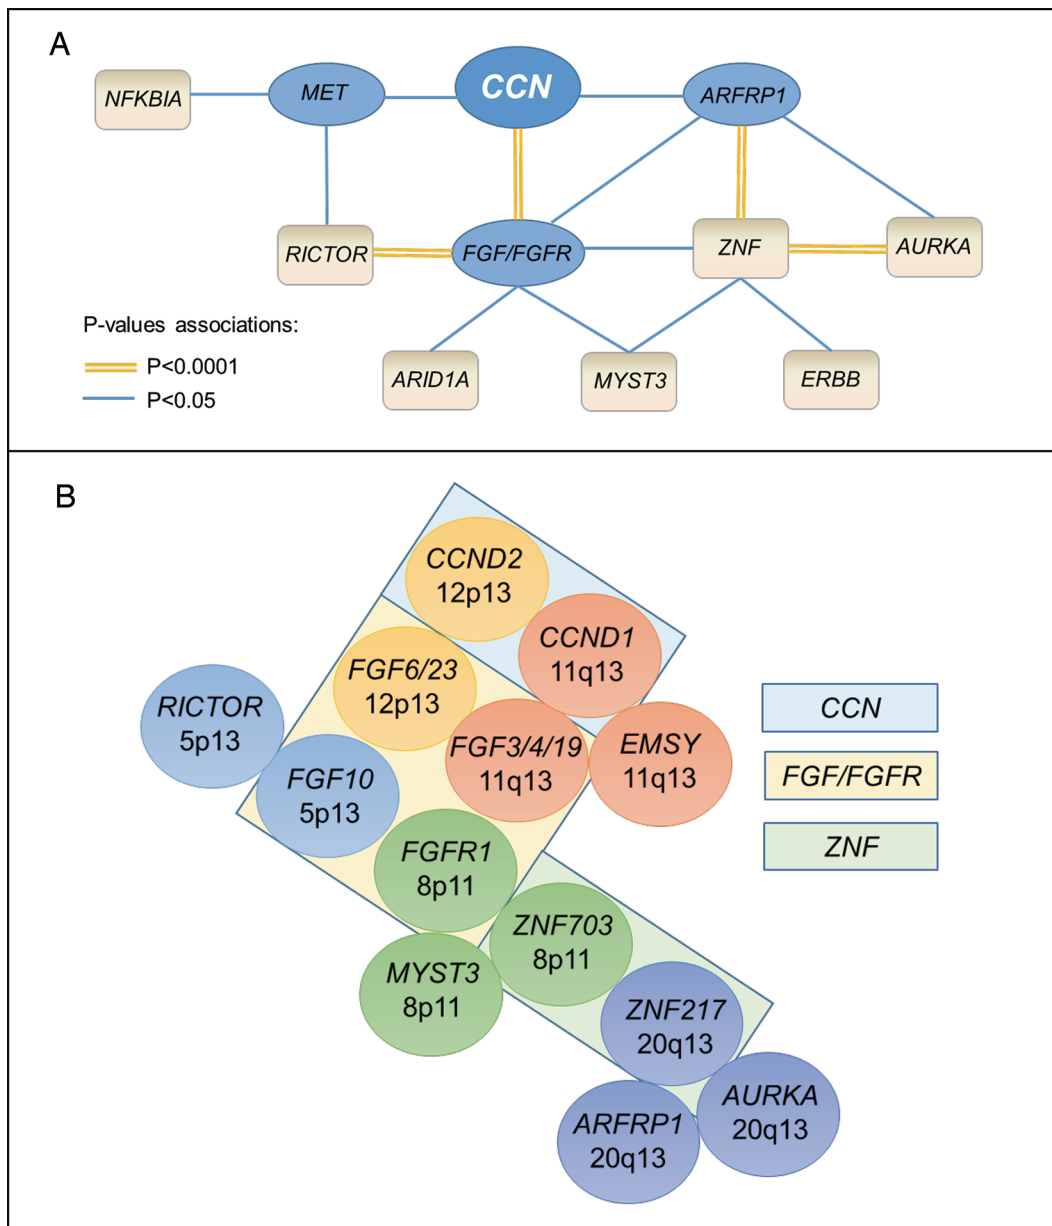 A
NFKBIA
MET
CCN
ARFRP1
RICTOR
FGF/FGFR
ZNF
AURKA
P-values associations:
P<0.0001
P<0.05
ARID1A
MYST3
ERBB
B
CCND2
12p13
CCND1
11q13
FGF6/23
12p13
RICTOR
5p13
FGF3/4/19
11q13
EMSY
11q13
FGF10
5p13
FGFR1
8p11
ZNF703
8p11
MYST3
8p11
ZNF217
20q13
AURKA
20q13
ARFRP1
20q13
CCN
FGF/FGFR
ZNF